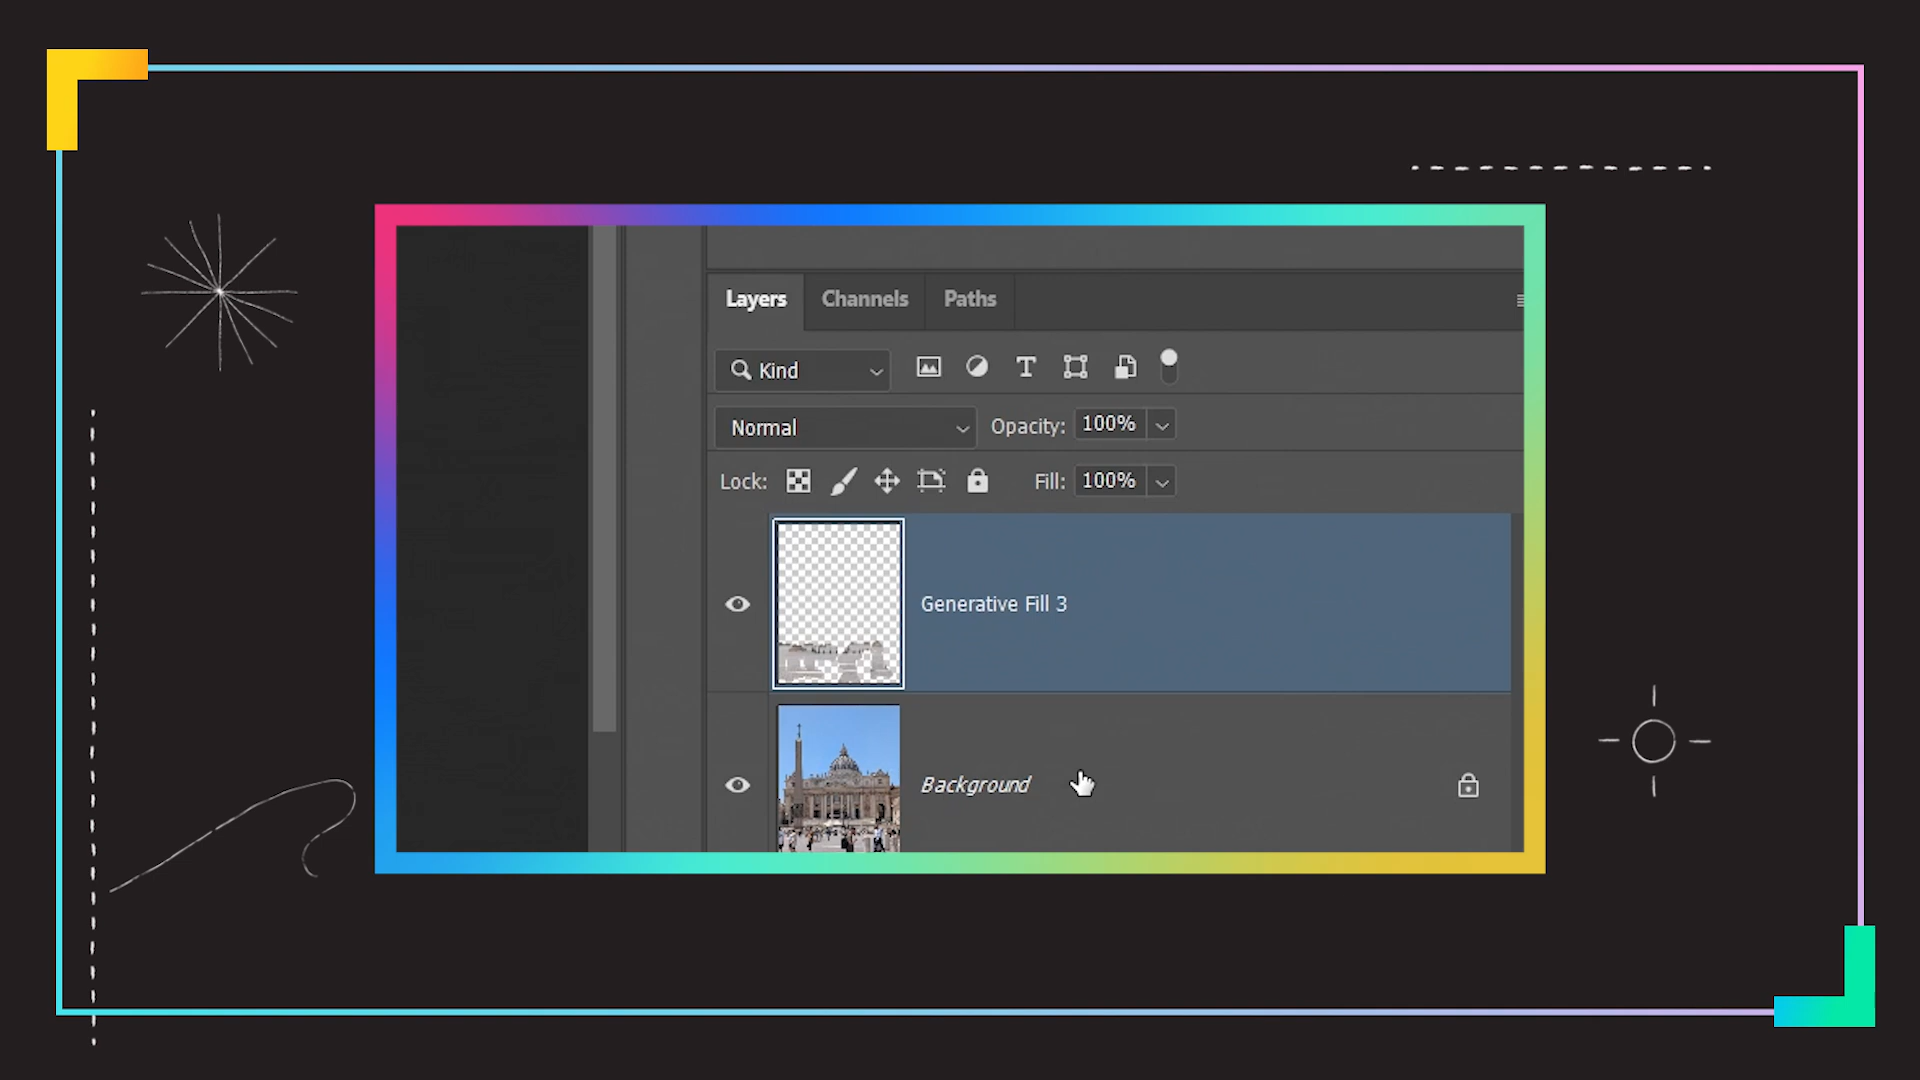 Layers Channels Paths
Kind
Normal Opacity: 100%
Lock: Fill: 100%
Generative Fill 3
Background